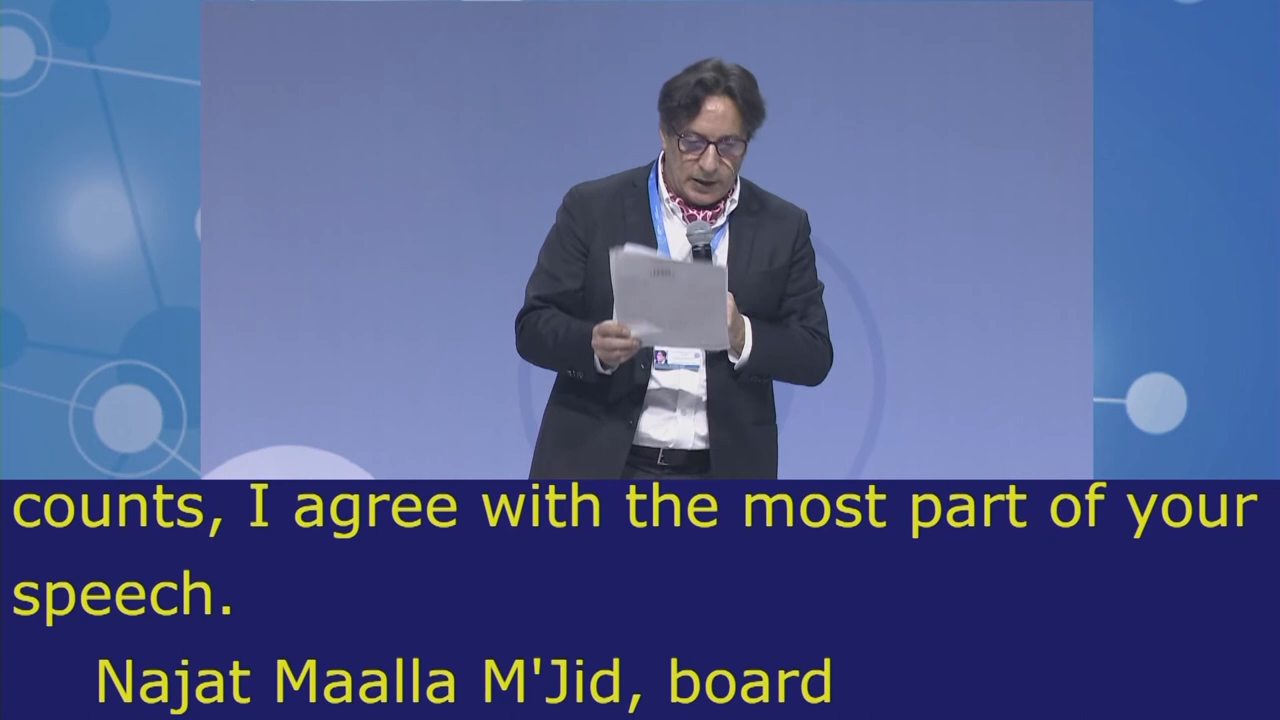 counts, I agree with the most part of your
speech.
Najat Maalla M'Jid, board